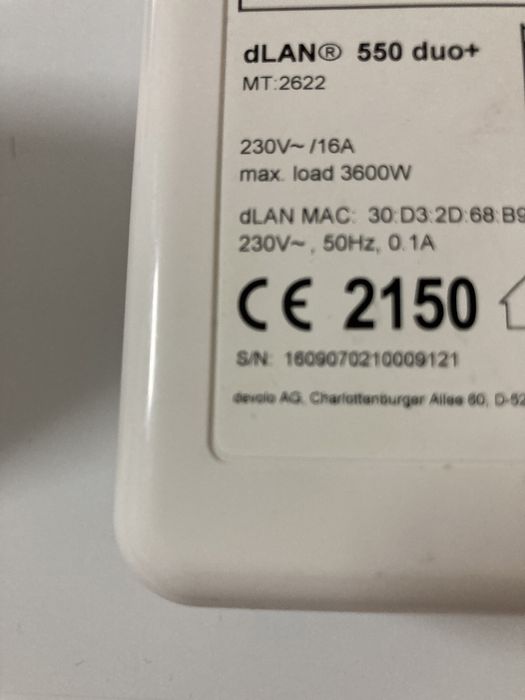 dLAN® 550 duo+
MT:2622
230V~ /16A
max. load 3600W
dLAN MAC: 30:D3:2D:68:B9
230V~, 50Hz, 0.1A
CE 2150
S/N: 1609070210009121
devolo AG, Charlottenburger Allee 60, D-52